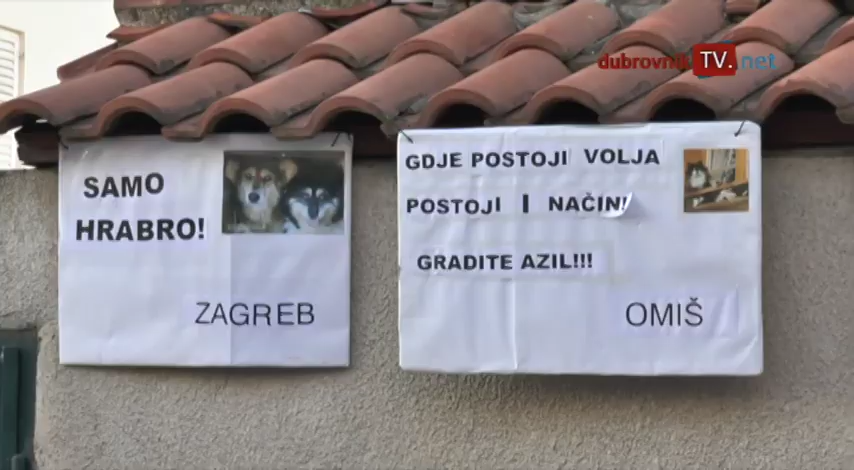 dubrovnik TV.net
SAMO
HRABRO!
ZAGREB
GDJE POSTOJI VOLJA
POSTOJI I NAČIN!
GRADITE AZIL!!!
OMIŠ